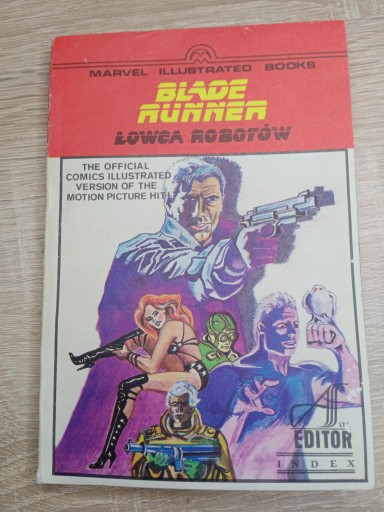 MARVEL ILLUSTRATED BOOKS
BLADE
RUNNER
ŁOWCA ROBOTÓW
THE OFFICIAL
COMICS ILLUSTRATED
VERSION OF THE
MOTION PICTURE HIT!
EDITOR
INDEX